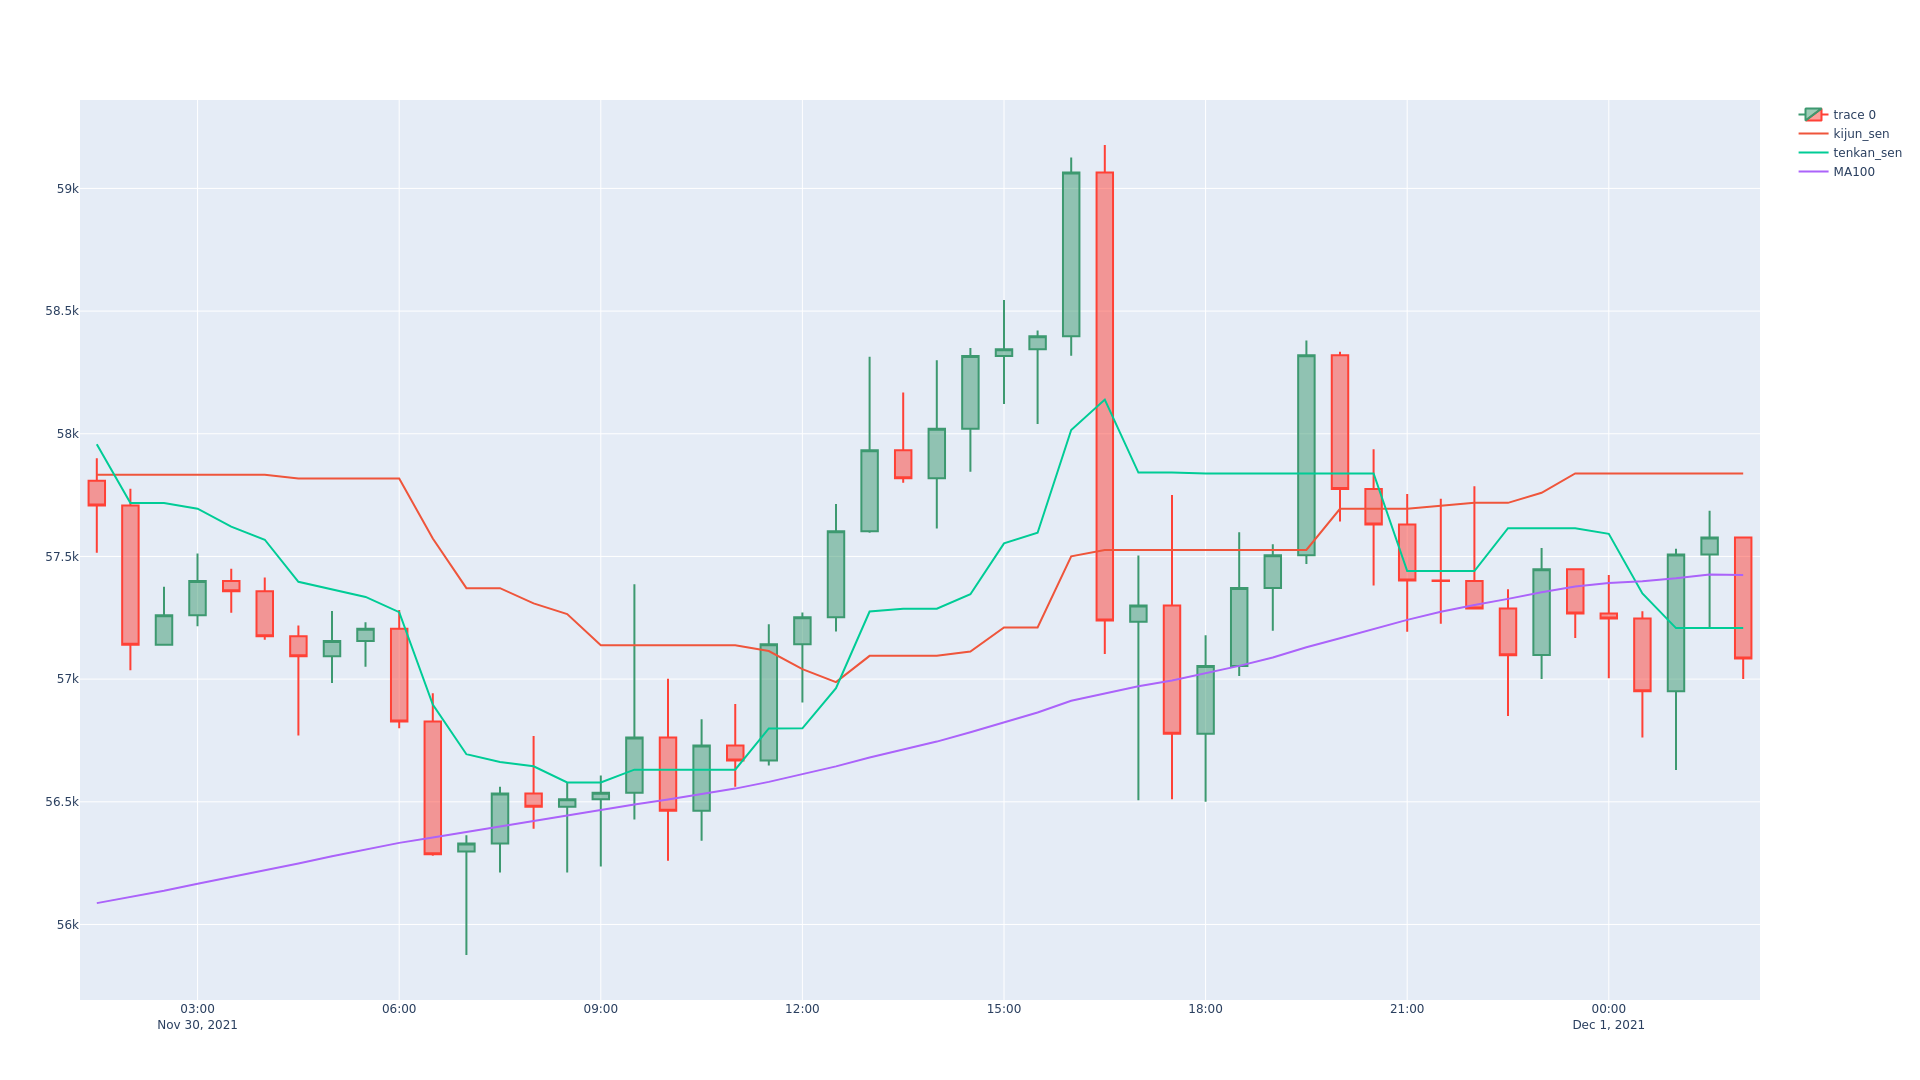 trace 0
kijun_sen
tenkan_sen
MA100
59k
58.5k
58k
57.5k
57k
56.5k
56k
03:00 06:00 09:00 12:00 15:00 18:00 21:00 00:00
Nov 30, 2021 Dec 1, 2021